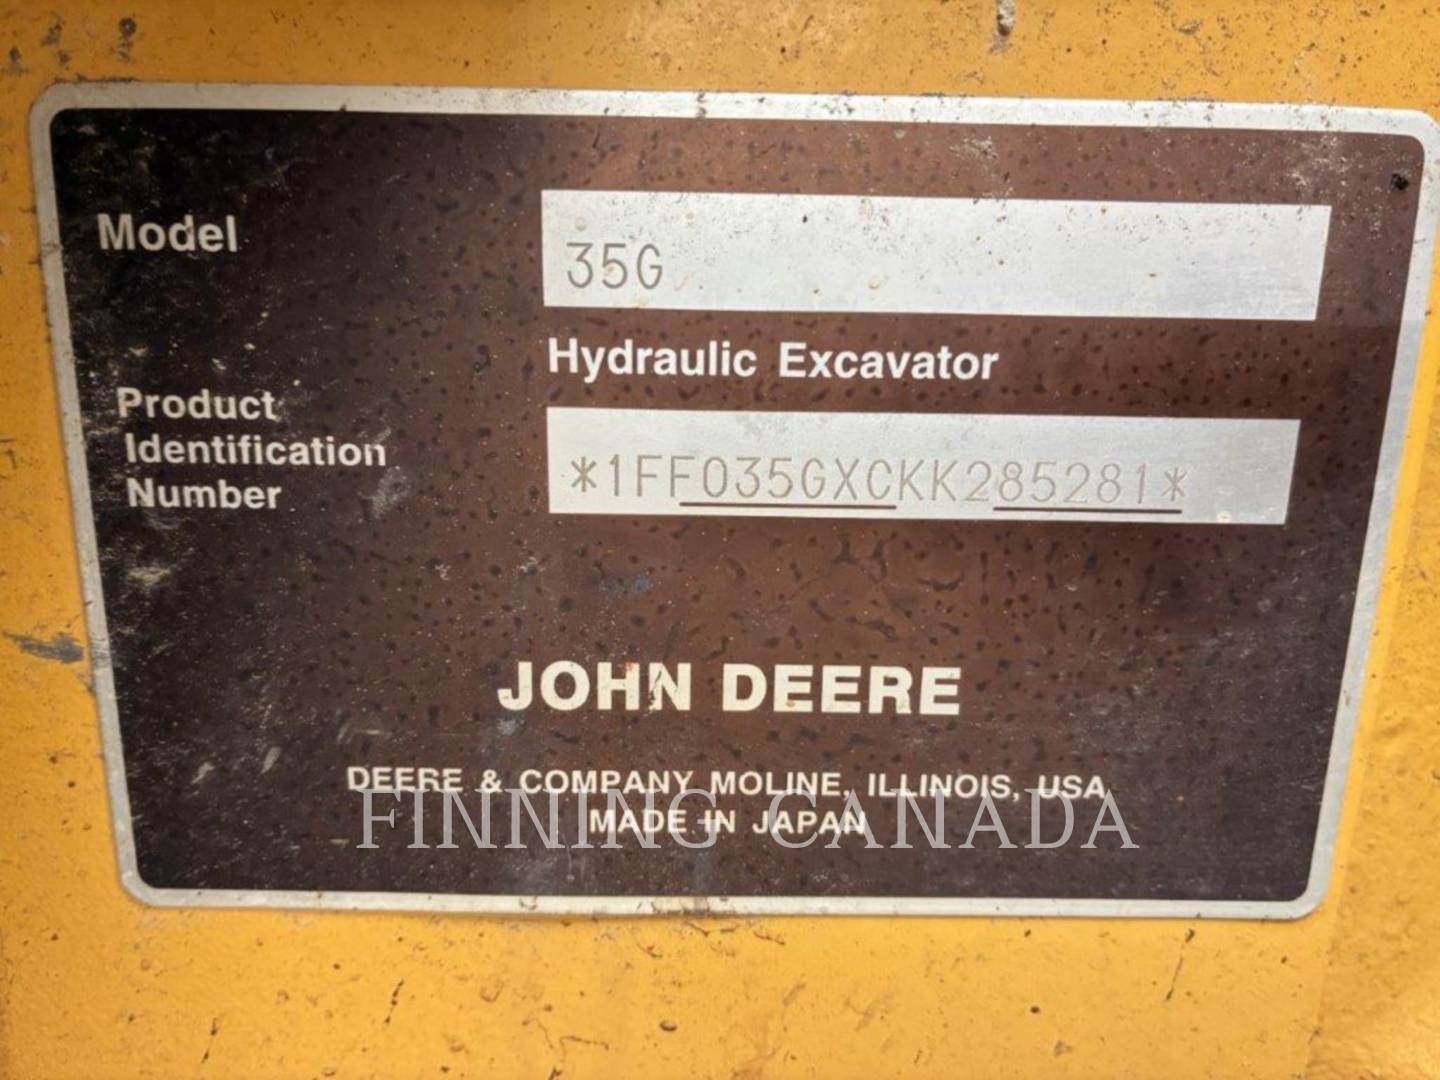 Model
35G
Hydraulic Excavator
Product
Identification
Number
*1FF035GXCKK285281*
JOHN DEERE
DEERE & COMPANY MOLINE, ILLINOIS, USA
MADE IN JAPAN
FINNING CANADA